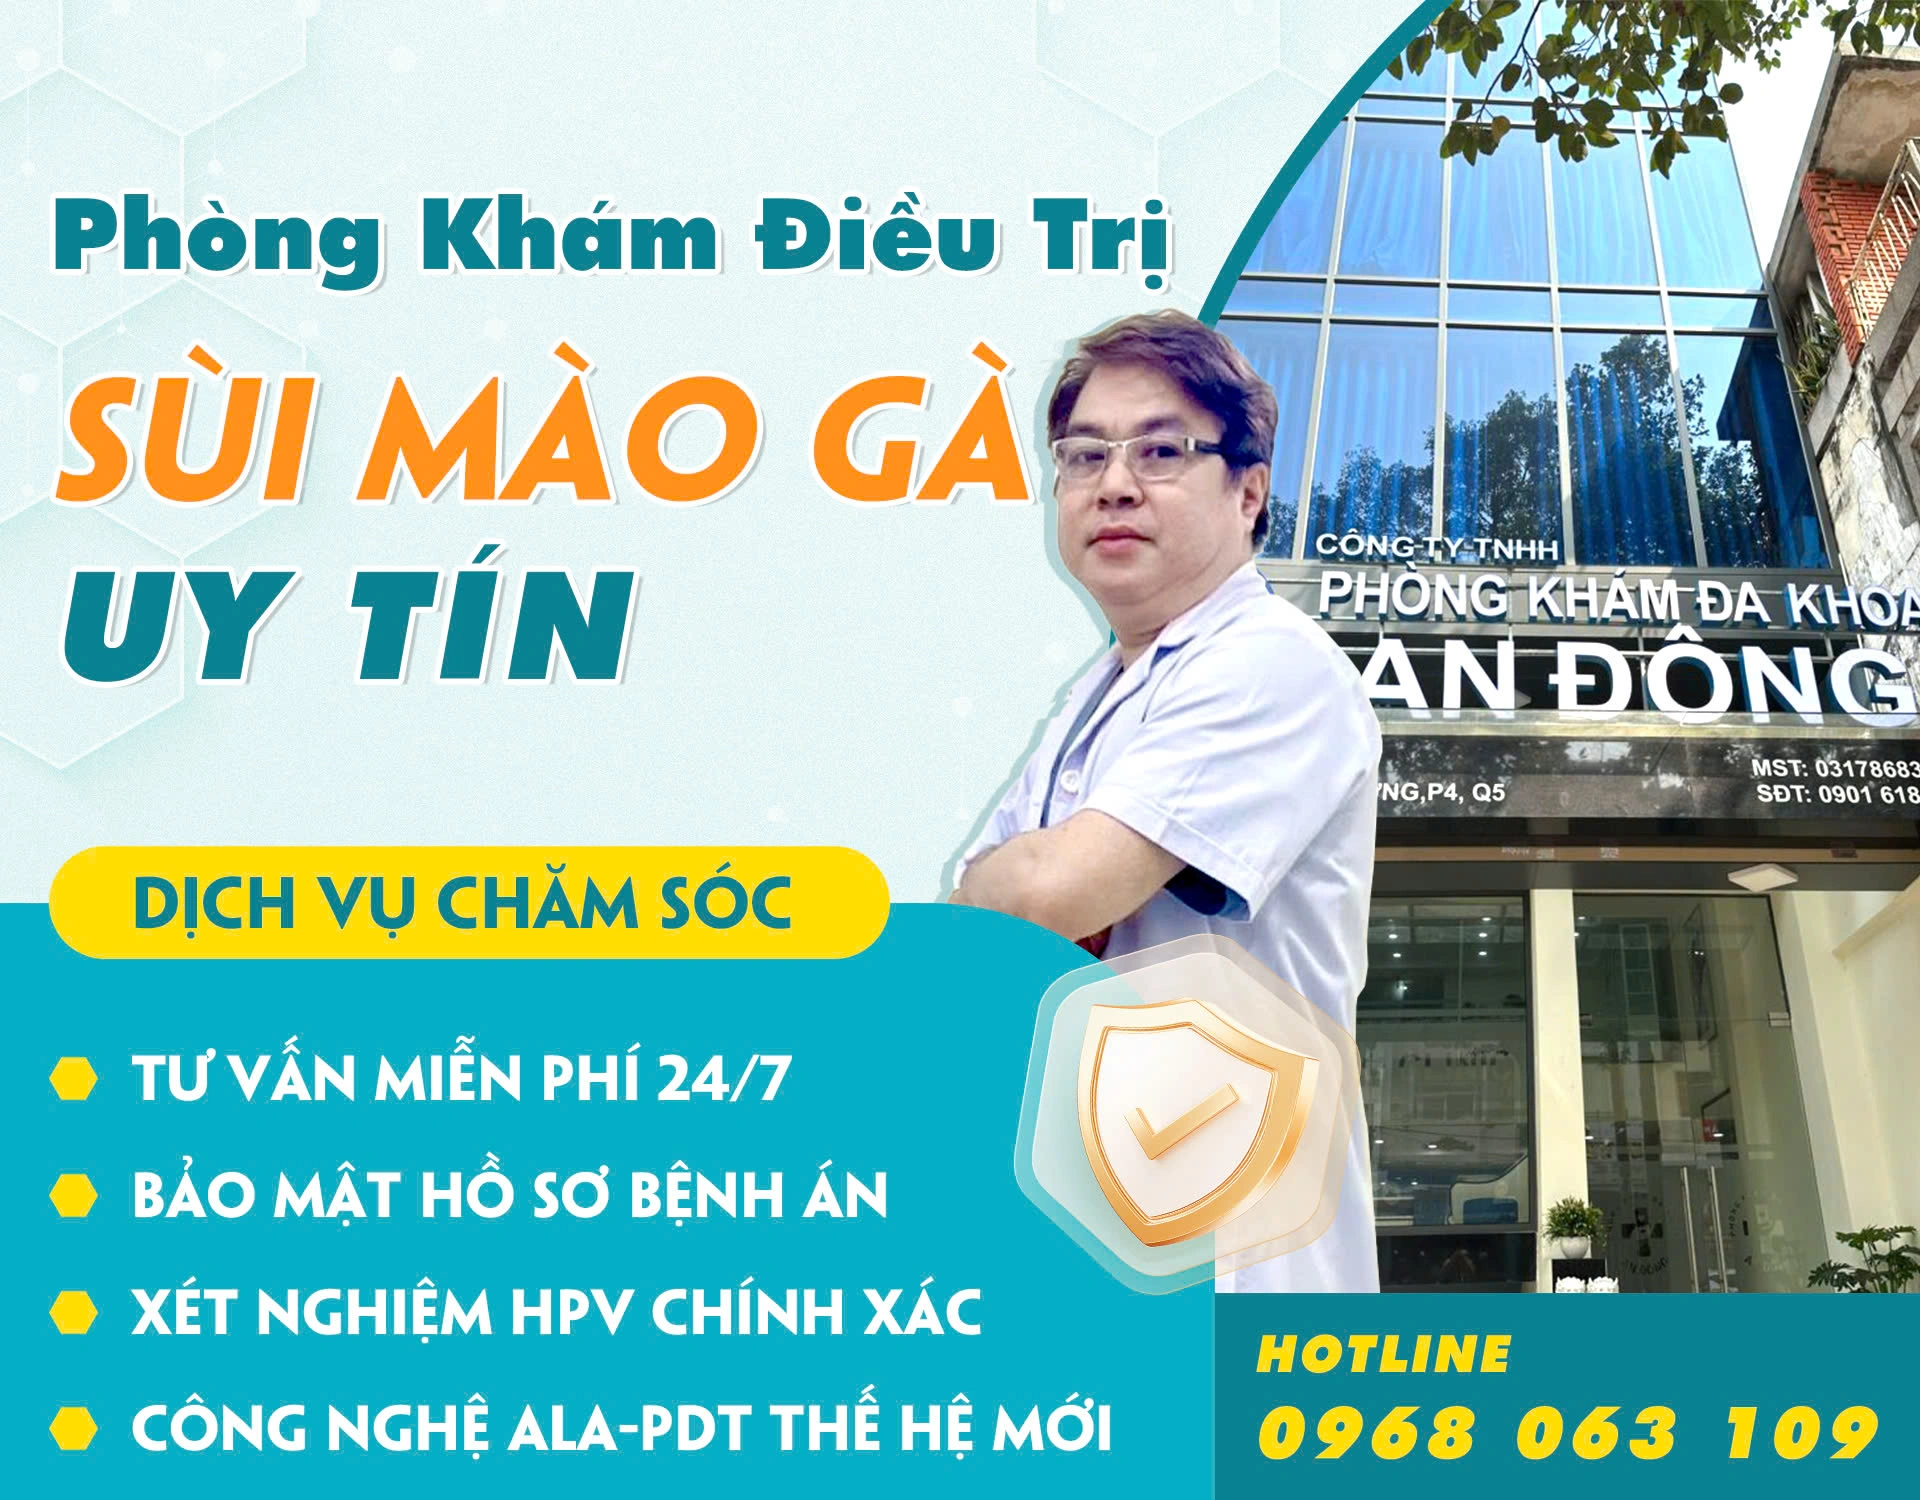 Phòng Khám Điều Trị
SÙI MÀO GÀ
UY TÍN
CÔNG TY TNHH
PHÒNG KHÁM ĐA KHOA
AN ĐÔNG
MST: 03178683
SĐT: 0901 618
NG,P4, Q5
DỊCH VỤ CHĂM SÓC
TƯ VẤN MIỄN PHÍ 24/7
BẢO MẬT HỒ SƠ BỆNH ÁN
XÉT NGHIỆM HPV CHÍNH XÁC
CÔNG NGHỆ ALA-PDT THẾ HỆ MỚI
HOTLINE
0968 063 109